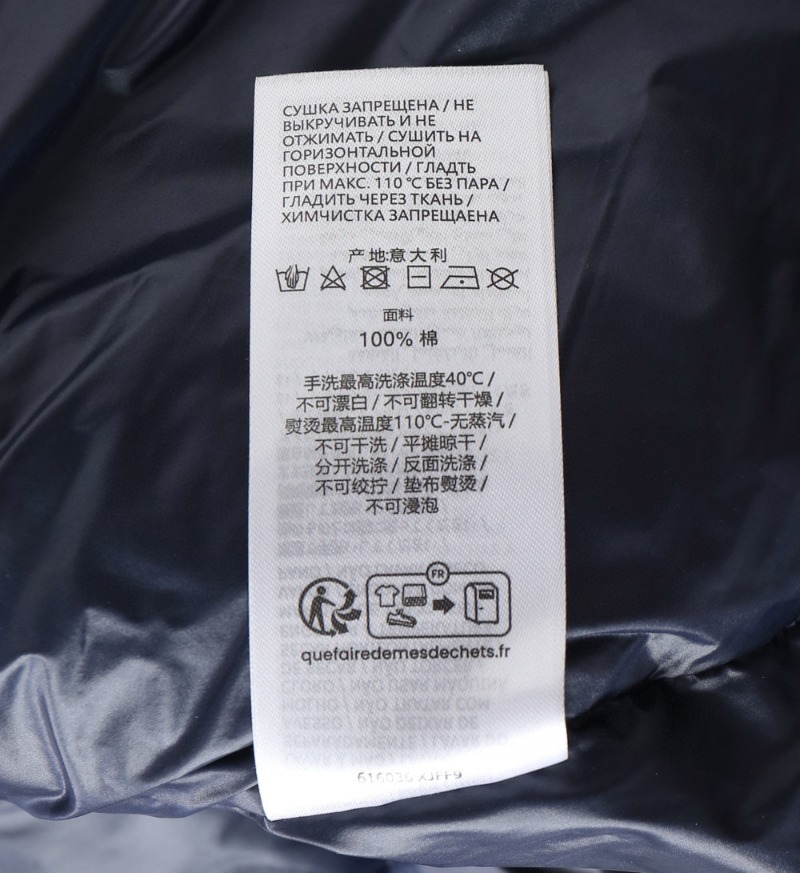 СУШКА ЗАПРЕЩЕНА / НЕ
ВЫКРУЧИВАТЬ И НЕ
ОТЖИМАТЬ / СУШИТЬ НА
ГОРИЗОНТАЛЬНОЙ
ПОВЕРХНОСТИ / ГЛАДТЬ
ПРИ МАКС. 110 °C БЕЗ ПАРА /
ГЛАДИТЬ ЧЕРЕЗ ТКАНЬ /
ХИМЧИСТКА ЗАПРЕЩАЕНА
产 地:意大利
面料
100% 棉
手洗最高洗涤温度40℃ /
不可漂白 / 不可翻转干燥 /
熨烫最高温度110℃-无蒸汽 /
不可干洗 / 平摊晾干 /
分开洗涤 / 反面洗涤 /
不可绞拧 / 垫布熨烫 /
不可浸泡
FR
quefairedemesdechets.fr